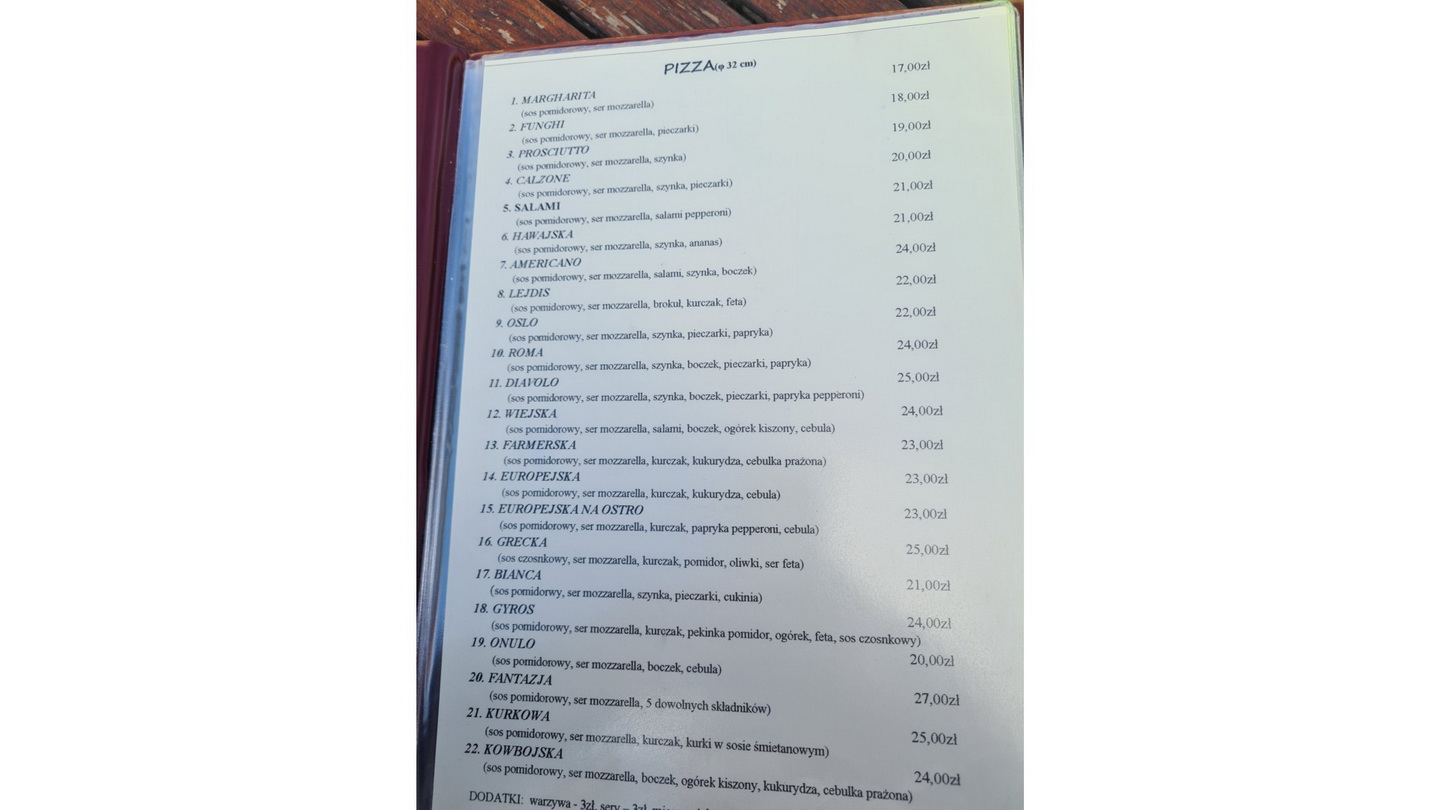 PIZZA(φ 32 cm)
17,00zł
1. MARGHARITA
18,00zł
(sos pomidorowy, ser mozzarella)
2. FUNGHI
19,00zł
(sos pomidorowy, ser mozzarella, pieczarki)
3. PROSCIUTTO
20,00zł
(sos pomidorowy, ser mozzarella, szynka)
4. CALZONE
21,00zł
(sos pomidorowy, ser mozzarella, szynka, pieczarki)
5. SALAMI
21,00zł
(sos pomidorowy, ser mozzarella, salami pepperoni)
6. HAWAJSKA
24,00zł
(sos pomidorowy, ser mozzarella, szynka, ananas)
7. AMERICANO
22,00zł
(sos pomidorowy, ser mozzarella, salami, szynka, boczek)
8. LEJDIS
22,00zł
(sos pomidorowy, ser mozzarella, brokuł, kurczak, feta)
9. OSLO
24,00zł
(sos pomidorowy, ser mozzarella, szynka, pieczarki, papryka)
10. ROMA
25,00zł
(sos pomidorowy, ser mozzarella, szynka, boczek, pieczarki, papryka)
11. DIAVOLO
(sos pomidorowy, ser mozzarella, szynka, boczek, pieczarki, papryka pepperoni)
24,00zł
12. WIEJSKA
(sos pomidorowy, ser mozzarella, salami, boczek, ogórek kiszony, cebula)
23,00zł
13. FARMERSKA
(sos pomidorowy, ser mozzarella, kurczak, kukurydza, cebulka prażona)
23,00zł
14. EUROPEJSKA
(sos pomidorowy, ser mozzarella, kurczak, kukurydza, cebula)
23,00zł
15. EUROPEJSKA NA OSTRO
(sos pomidorowy, ser mozzarella, kurczak, papryka pepperoni, cebula)
25,00zł
16. GRECKA
(sos czosnkowy, ser mozzarella, kurczak, pomidor, oliwki, ser feta)
21,00zł
17. BIANCA
(sos pomidorwy, ser mozzarella, szynka, pieczarki, cukinia)
24,00zł
18. GYROS
(sos pomidorowy, ser mozzarella, kurczak, pekinka pomidor, ogórek, feta, sos czosnkowy)
20,00zł
19. ONULO
(sos pomidorowy, ser mozzarella, boczek, cebula)
27,00zł
20. FANTAZJA
(sos pomidorowy, ser mozzarella, 5 dowolnych składników)
25,00zł
21. KURKOWA
(sos pomidorowy, ser mozzarella, kurczak, kurki w sosie śmietanowym)
24,00zł
22. KOWBOJSKA
(sos pomidorowy, ser mozzarella, boczek, ogórek kiszony, kukurydza, cebulka prażona)
DODATKI: warzywa - 3zł, sery – 3zł,